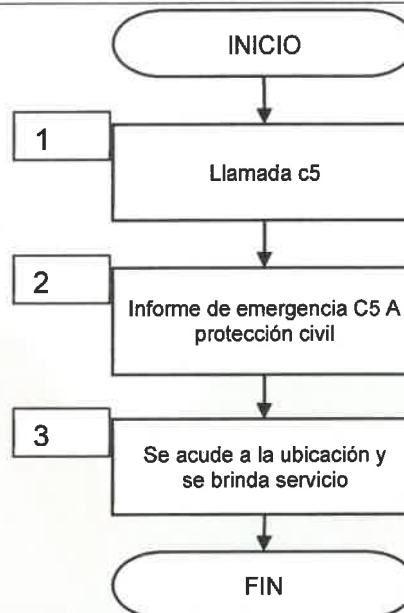 INICIO
1
Llamada c5
2
Informe de emergencia C5 A
protección civil
3
Se acude a la ubicación y
se brinda servicio
FIN